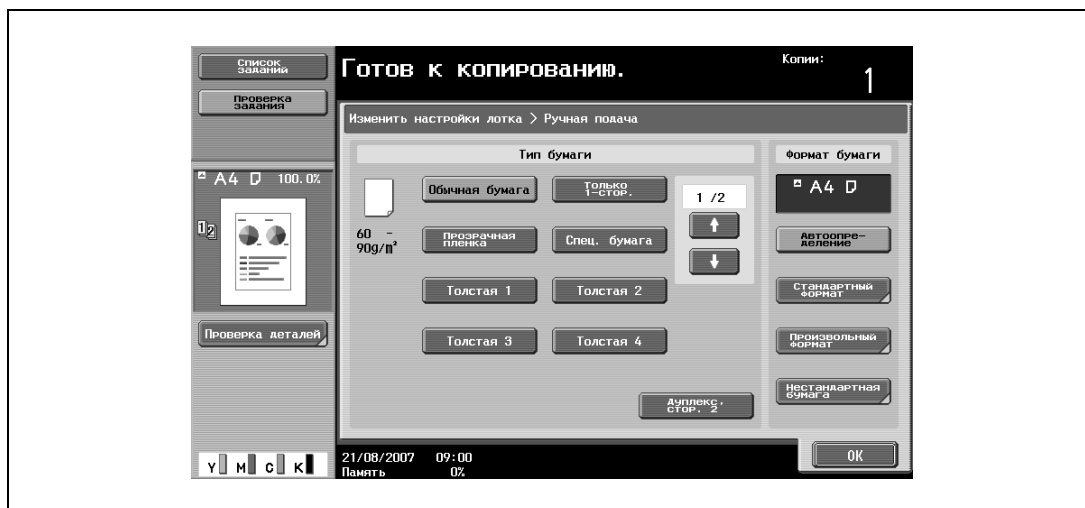 Список
заданий
Проверка
задания
A4 100.0%
12
Проверка деталей
Y M C K
Готов к копированию.
Копии:
1
Изменить настройки лотка > Ручная подача
Тип бумаги
60 -
90g/m²
Обычная бумага
Только
1-стор.
Прозрачная
пленка
Спец. бумага
Толстая 1
Толстая 2
Толстая 3
Толстая 4
1 /2
Дуплекс,
стор. 2
Формат бумаги
A4
Автоопре-
деление
Стандартный
формат
Произвольный
формат
Нестандартная
бумага
21/08/2007 09:00
Память 0%
OK